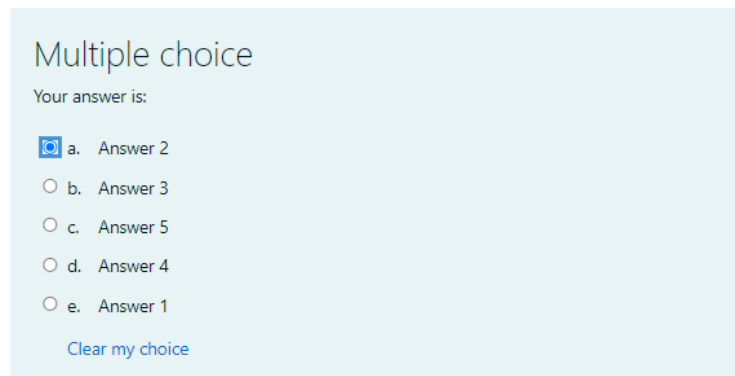 Multiple choice
Your answer is:
a. Answer 2
b. Answer 3
c. Answer 5
d. Answer 4
e. Answer 1
Clear my choice